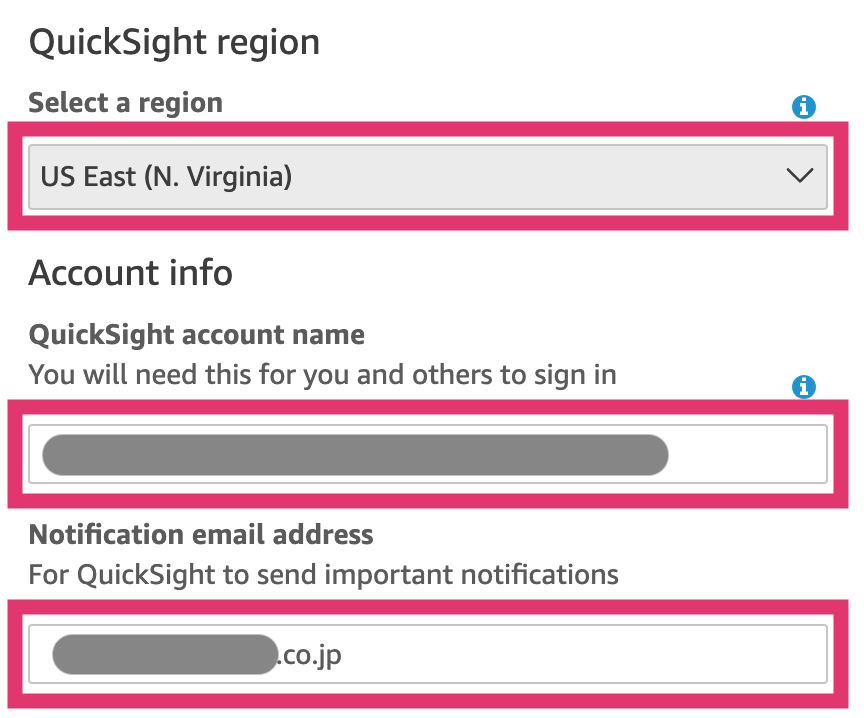 QuickSight region
Select a region
US East (N. Virginia)
Account info
QuickSight account name
You will need this for you and others to sign in
Notification email address
For QuickSight to send important notifications
.co.jp